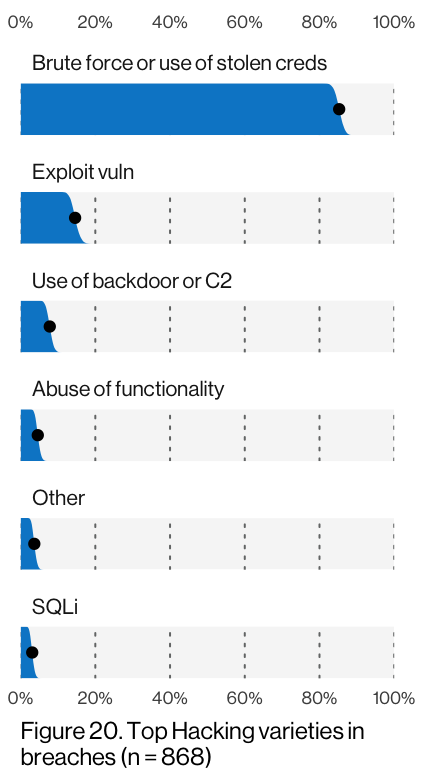 0% 20% 40% 60% 80% 100%
Brute force or use of stolen creds
Exploit vuln
Use of backdoor or C2
Abuse of functionality
Other
SQLi
0% 20% 40% 60% 80% 100%
Figure 20. Top Hacking varieties in
breaches (n = 868)